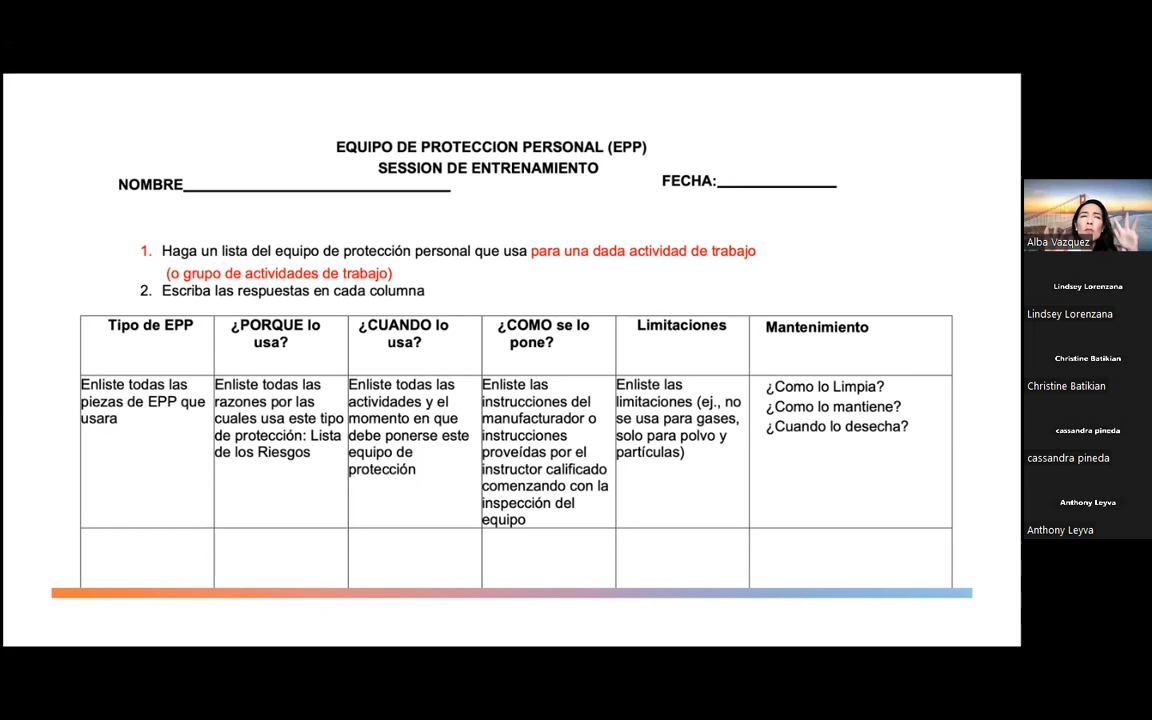 EQUIPO DE PROTECCION PERSONAL (EPP)
SESSION DE ENTRENAMIENTO
NOMBRE________________________________
FECHA:______________
1. Haga un lista del equipo de protección personal que usa para una dada actividad de trabajo
(o grupo de actividades de trabajo)
2. Escriba las respuestas en cada columna
Tipo de EPP
¿PORQUE lo
usa?
¿CUANDO lo
usa?
¿COMO se lo
pone?
Limitaciones
Mantenimiento
Enliste todas las
piezas de EPP que
usara
Enliste todas las
razones por las
cuales usa este tipo
de protección: Lista
de los Riesgos
Enliste todas las
actividades y el
momento en que
debe ponerse este
equipo de
protección
Enliste las
instrucciones del
manufacturador o
instrucciones
proveídas por el
instructor calificado
comenzando con la
inspección del
equipo
Enliste las
limitaciones (ej., no
se usa para gases,
solo para polvo y
partículas)
¿Como lo Limpia?
¿Como lo mantiene?
¿Cuando lo desecha?
Alba Vazquez
Lindsey Lorenzana
Lindsey Lorenzana
Christine Batikian
Christine Batikian
cassandra pineda
cassandra pineda
Anthony Leyva
Anthony Leyva